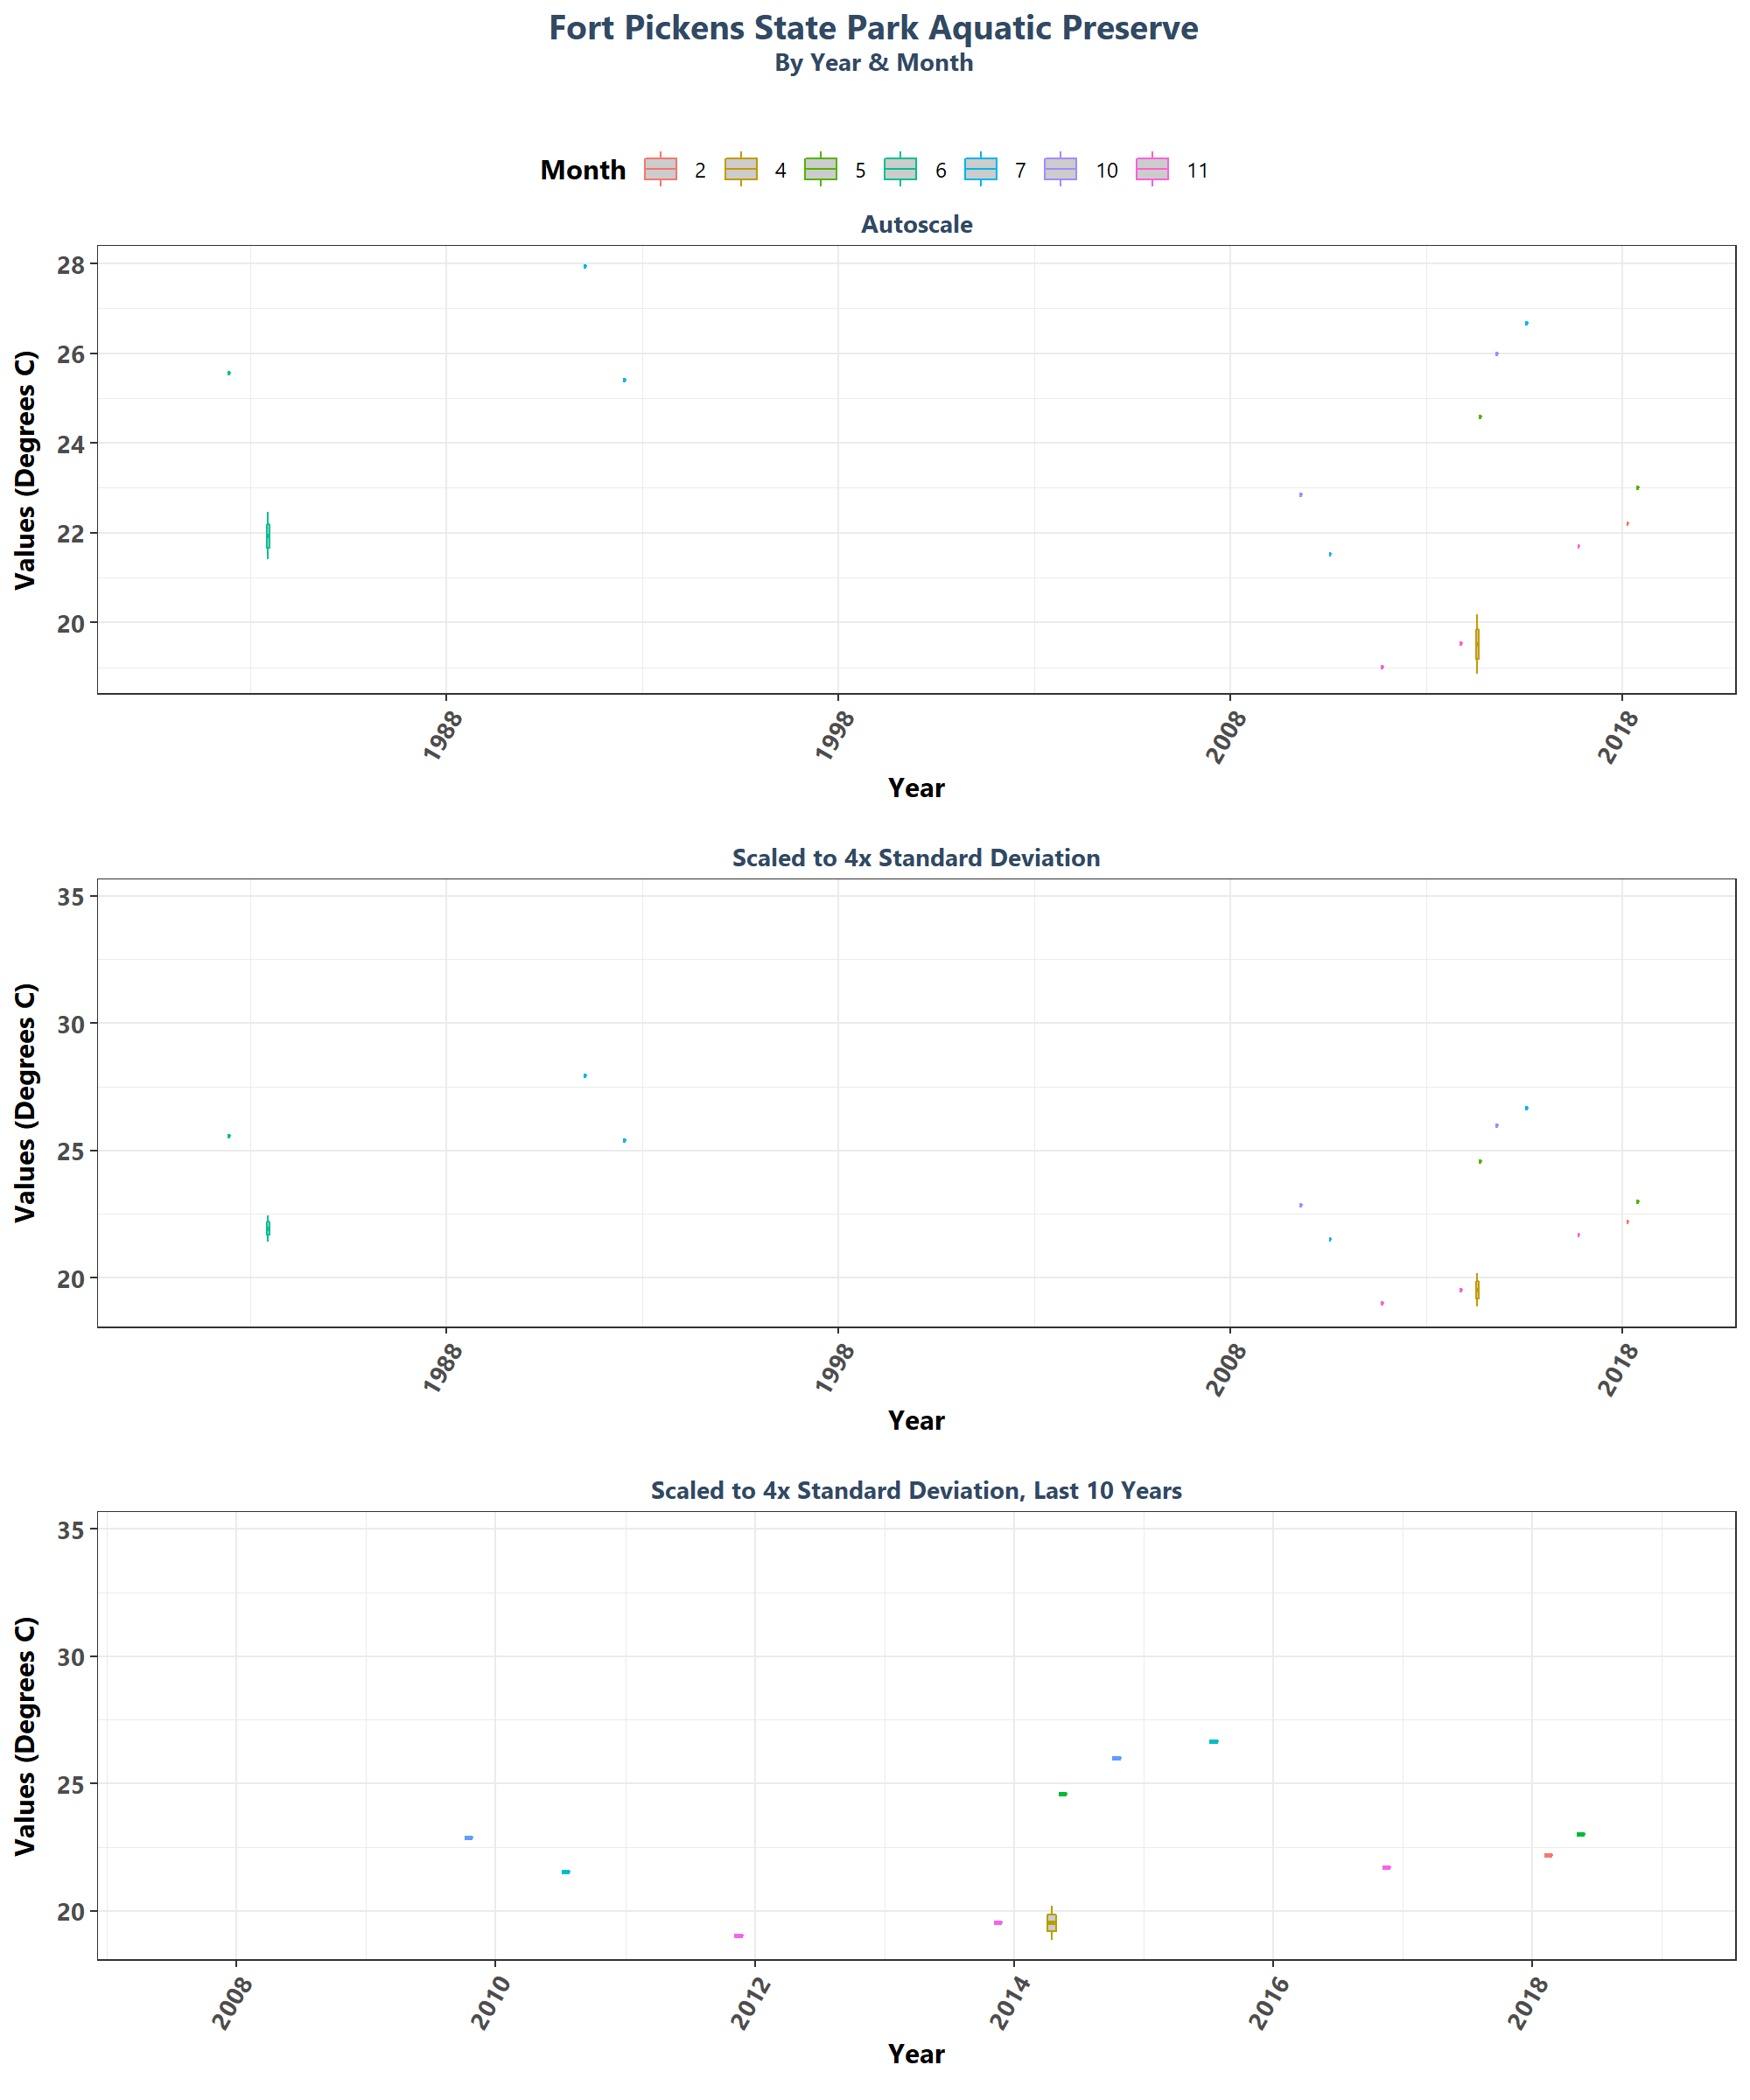 Fort Pickens State Park Aquatic Preserve
By Year & Month
Month 2 4 5 6 7 10 11
Autoscale
Values (Degrees C)
28
26
24
22
20
1988 1998 2008 2018
Year
Scaled to 4x Standard Deviation
Values (Degrees C)
35
30
25
20
1988 1998 2008 2018
Year
Scaled to 4x Standard Deviation, Last 10 Years
Values (Degrees C)
35
30
25
20
2008 2010 2012 2014 2016 2018
Year